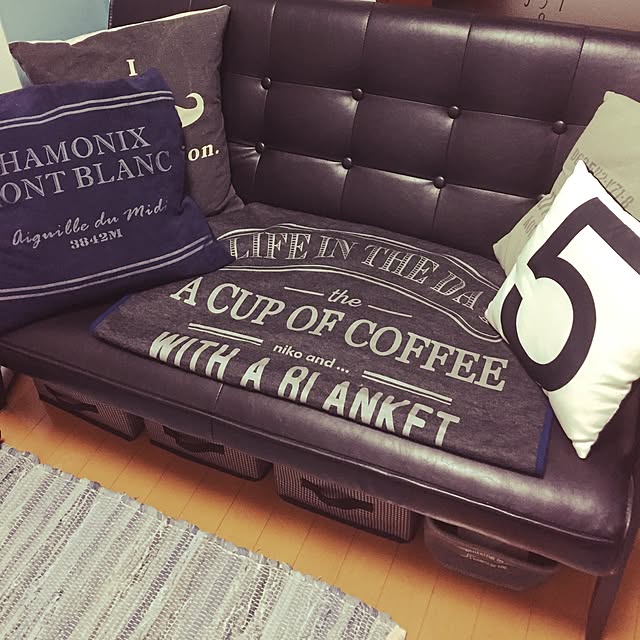 I
on.
HAMONIX
ONT BLANC
Aiguille du Midi
3842M
LIFE IN THE DA
the
A CUP OF COFFEE
niko and...
WITH A BLANKET
5